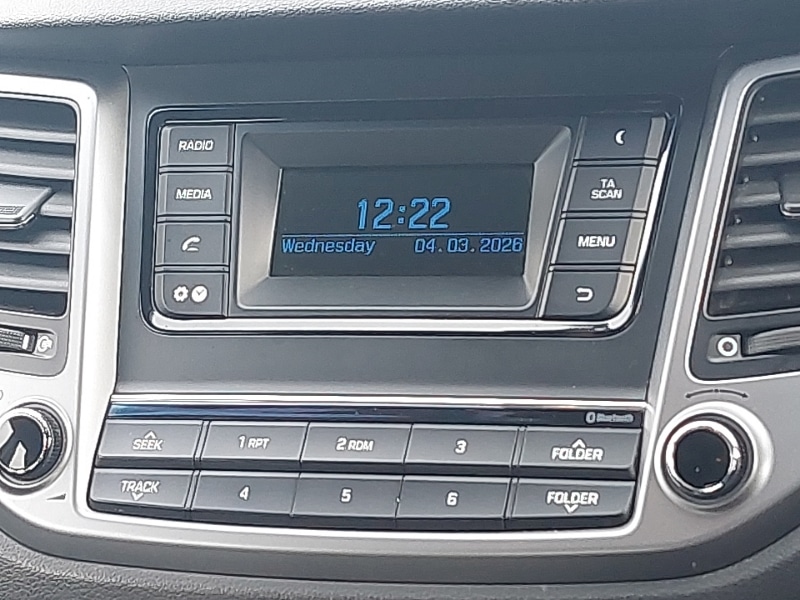 RADIO
MEDIA
12:22
Wednesday 04.03.2026
TA
SCAN
MENU
Bluetooth
SEEK
1 RPT
2 RDM
3
FOLDER
TRACK
4
5
6
FOLDER